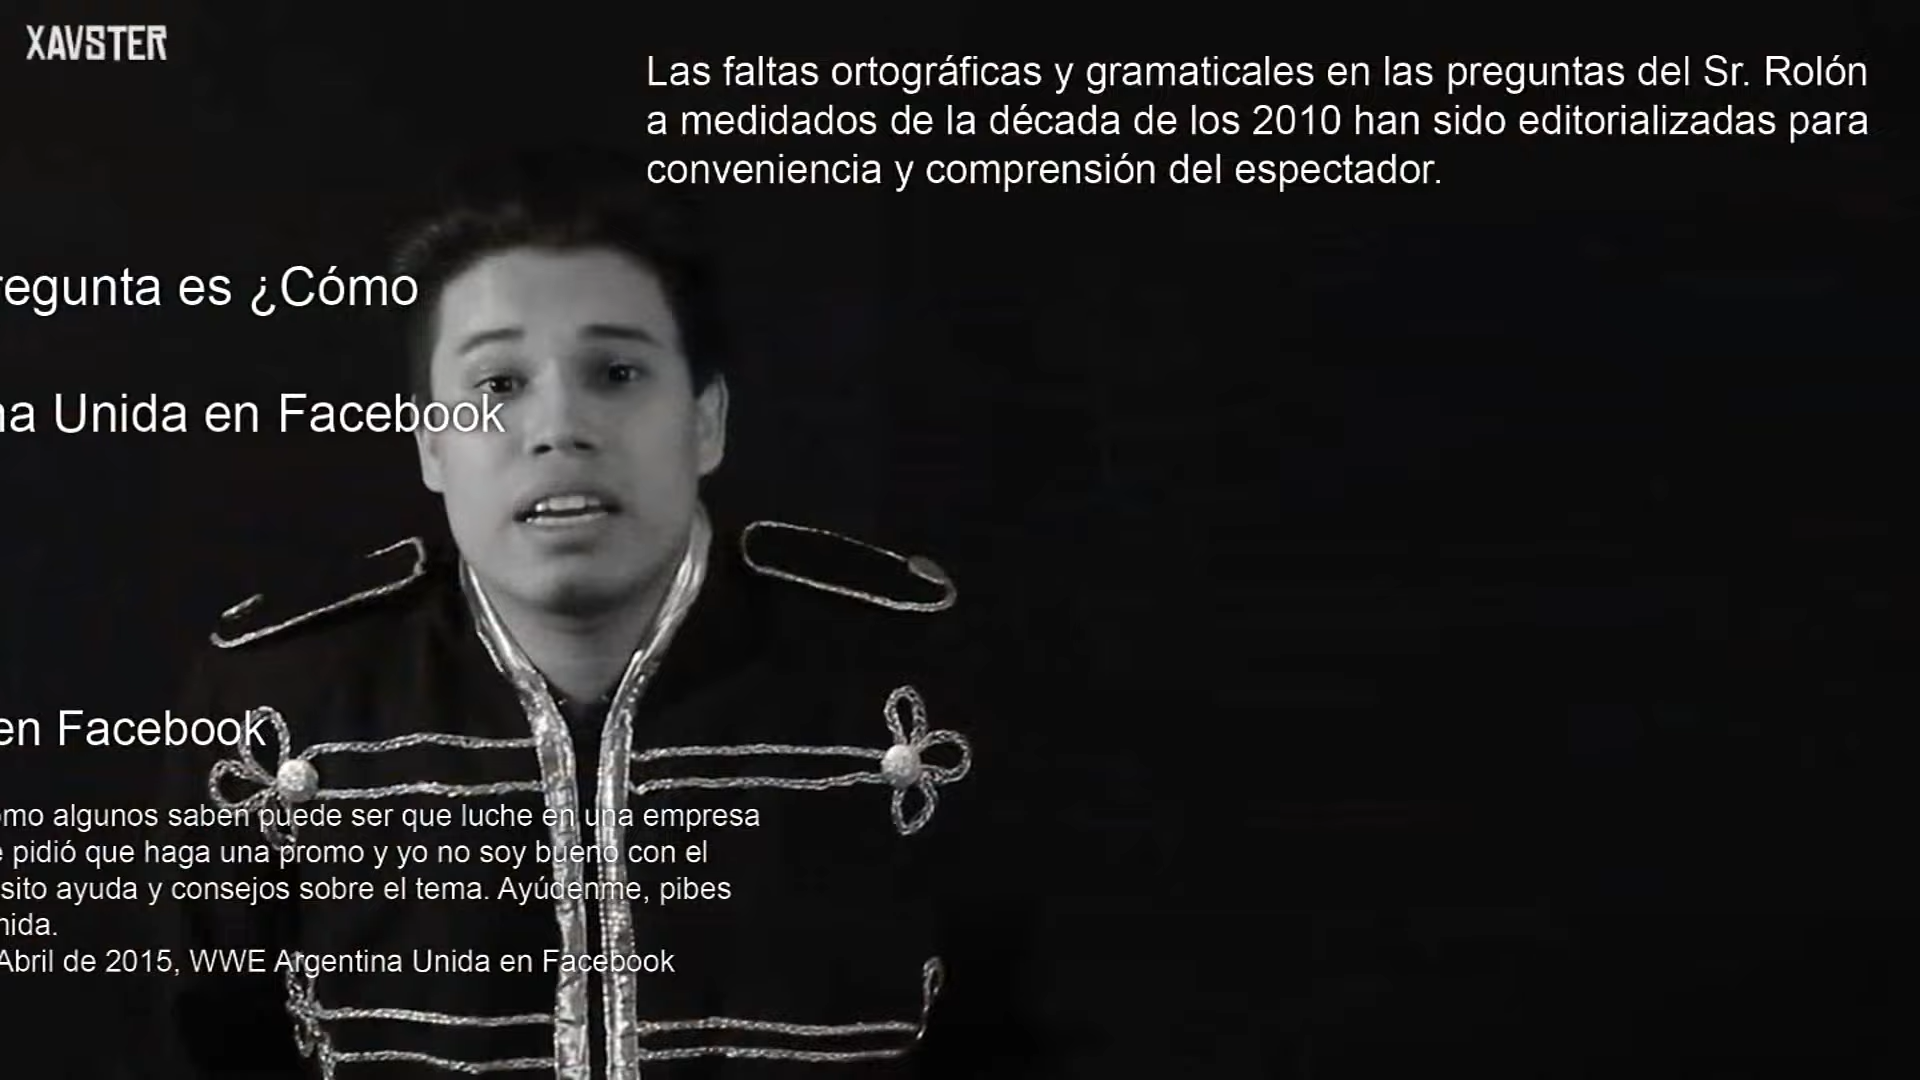 XAVSTER
Las faltas ortográficas y gramaticales en las preguntas del Sr. Rolón
a medidados de la década de los 2010 han sido editorializadas para
conveniencia y comprensión del espectador.
regunta es ¿Cómo
na Unida en Facebook
en Facebook
omo algunos saben puede ser que luche en una empresa
e pidió que haga una promo y yo no soy bueno con el
sito ayuda y consejos sobre el tema. Ayúdenme, pibes
nida.
Abril de 2015, WWE Argentina Unida en Facebook